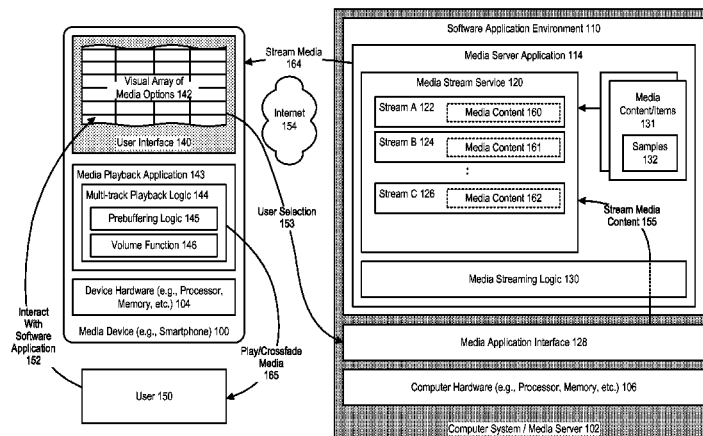 Software Application Environment 110
Media Server Application 114
Stream Media
164
Visual Array of
Media Options 142
User Interface 140
Internet
154
Media Stream Service 120
Stream A 122
Media Content 160
Stream B 124
Media Content 161
:
Stream C 126
Media Content 162
Media
Content/Items
131
Samples
132
Media Playback Application 143
Multi-track Playback Logic 144
Prebuffering Logic 145
Volume Function 146
User Selection
153
Stream Media
Content 155
Media Streaming Logic 130
Device Hardware (e.g., Processor,
Memory, etc.) 104
Media Device (e.g., Smartphone) 100
Interact
With
Software
Application
152
Play/Crossfade
Media
165
Media Application Interface 128
User 150
Computer Hardware (e.g., Processor, Memory, etc.) 106
Computer System / Media Server 102